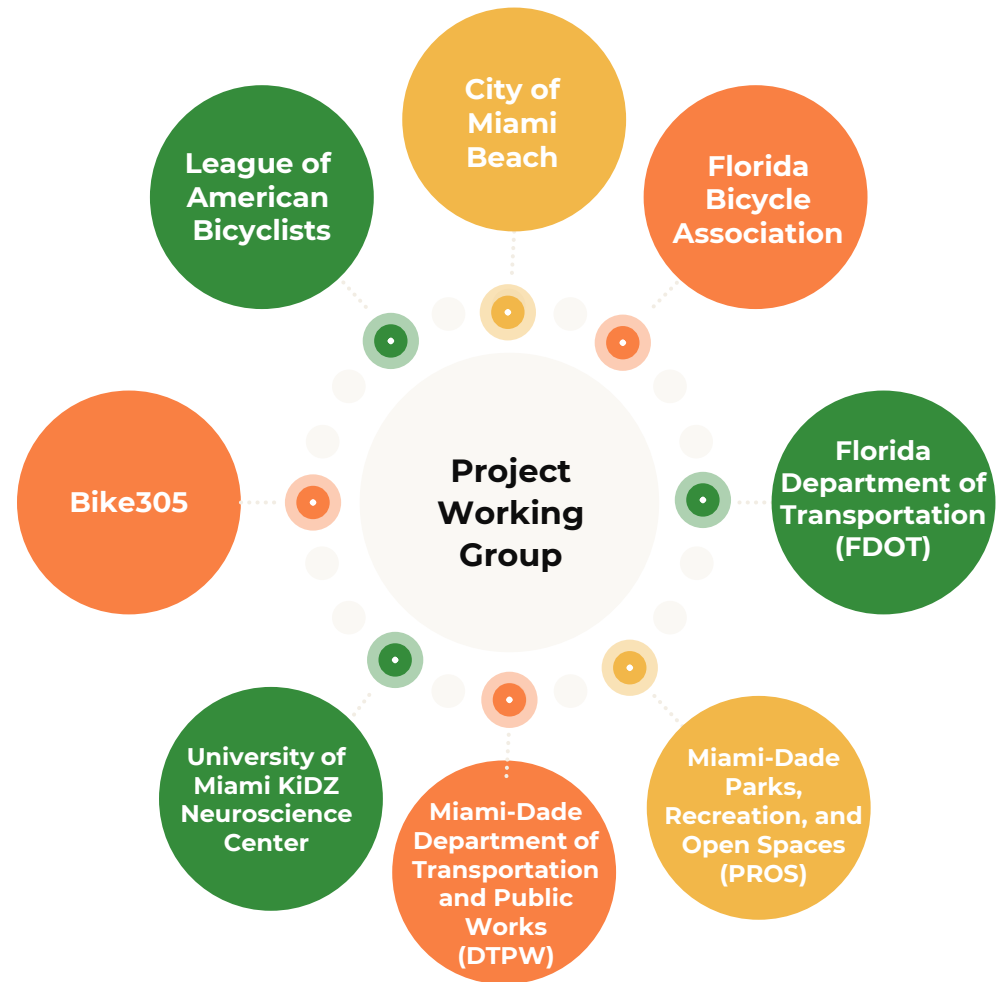 City of
Miami
Beach
League of
American
Bicyclists
Florida
Bicycle
Association
Bike305
Project
Working
Group
Florida
Department of
Transportation
(FDOT)
University of
Miami KiDZ
Neuroscience
Center
Miami-Dade
Department of
Transportation
and Public
Works
(DTPW)
Miami-Dade
Parks,
Recreation, and
Open Spaces
(PROS)